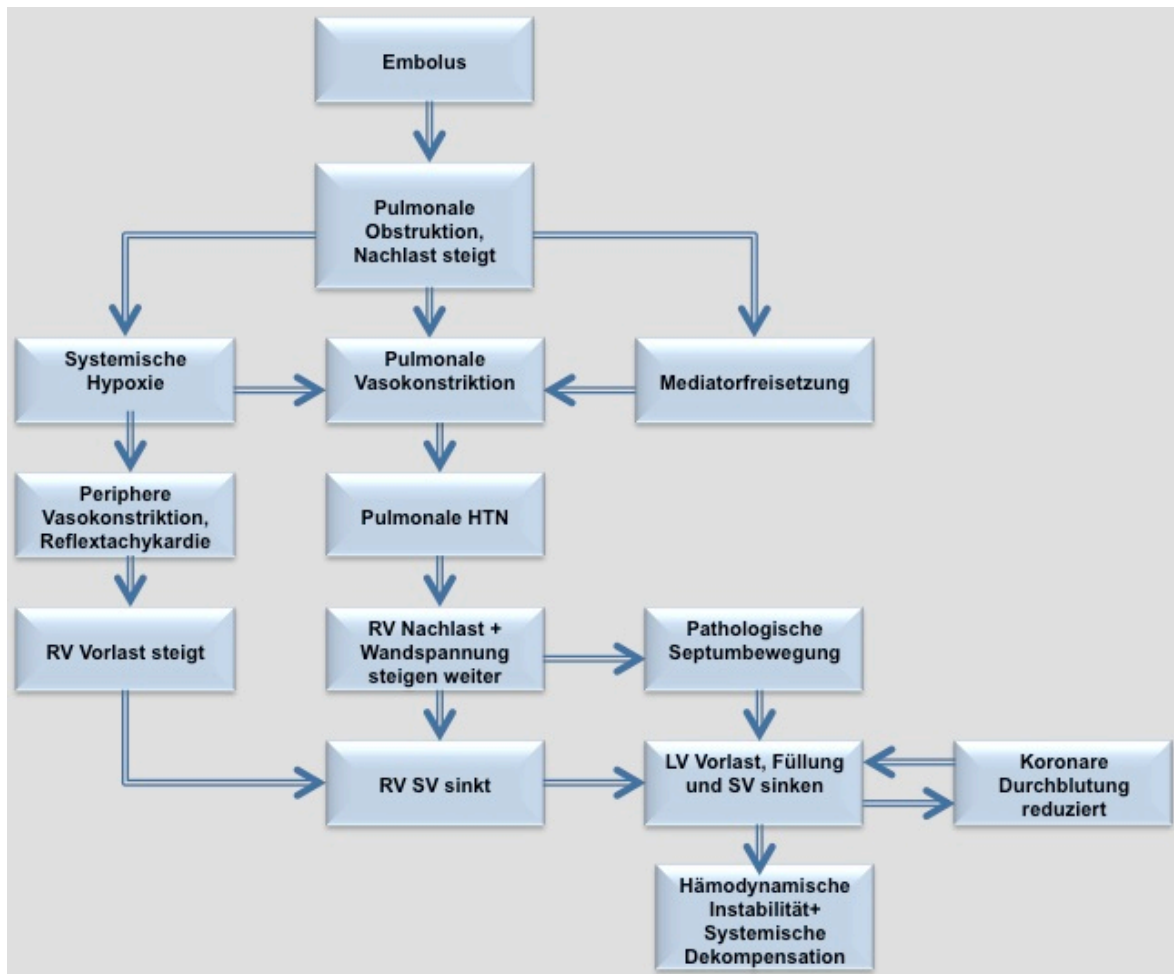 Embolus
Pulmonale
Obstruktion,
Nachlast steigt
Systemische
Hypoxie
Pulmonale
Vasokonstriktion
Mediatorfreisetzung
Periphere
Vasokonstriktion,
Reflextachykardie
Pulmonale HTN
RV Vorlast steigt
RV Nachlast +
Wandspannung
steigen weiter
Pathologische
Septumbewegung
RV SV sinkt
LV Vorlast, Füllung
und SV sinken
Koronare
Durchblutung
reduziert
Hämodynamische
Instabilität+
Systemische
Dekompensation